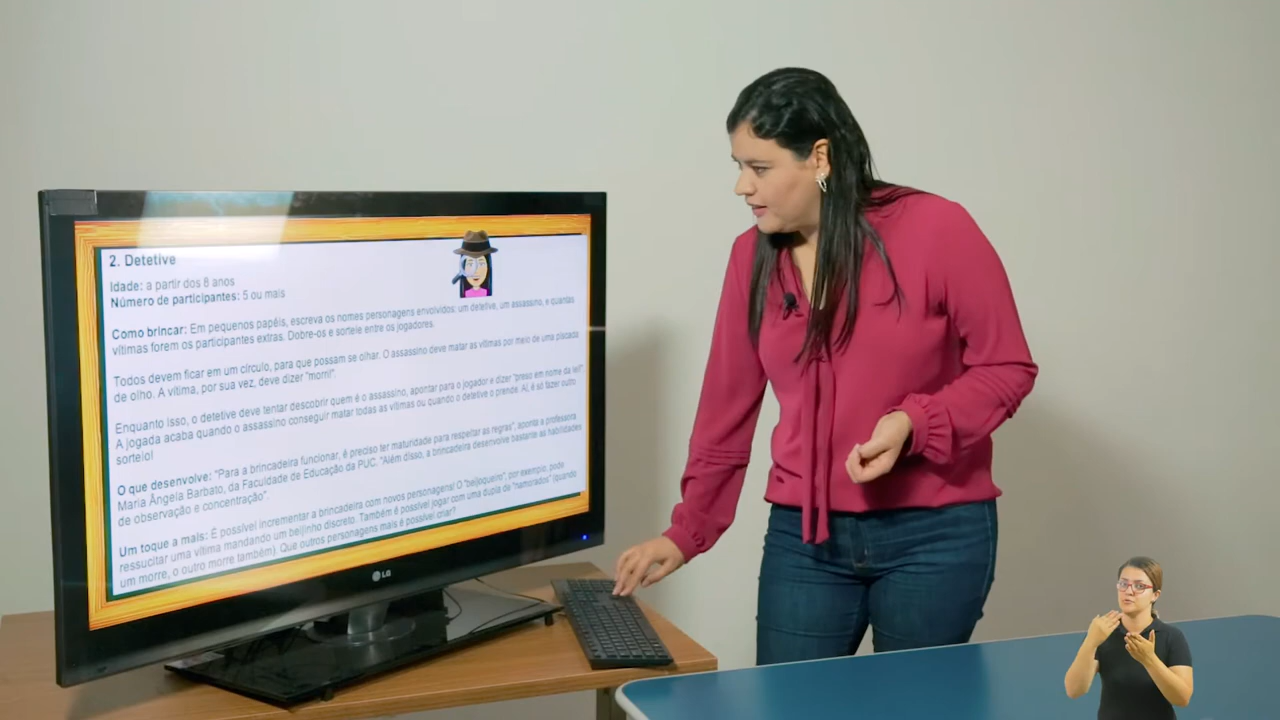 2. Detetive
Idade: a partir dos 8 anos
Número de participantes: 5 ou mais
Como brincar: Em pequenos papéis, escreva os nomes personagens envolvidos: um detetive, um assassino, e quantas
vítimas forem os participantes extras. Dobre-os e sorteie entre os jogadores.
Todos devem ficar em um círculo, para que possam se olhar. O assassino deve matar as vítimas por meio de uma piscada
de olho. A vítima, por sua vez, deve dizer "morri!".
Enquanto isso, o detetive deve tentar descobrir quem é o assassino, apontar para o jogador e dizer "preso em nome da lei!".
A jogada acaba quando o assassino conseguir matar todas as vítimas ou quando o detetive o prende. Aí, é só fazer outro
sorteio!
O que desenvolve: "Para a brincadeira funcionar, é preciso ter maturidade para respeitar as regras", aponta a professora
Maria Ângela Barbato, da Faculdade de Educação da PUC. "Além disso, a brincadeira desenvolve bastante as habilidades
de observação e concentração".
Um toque a mais: É possível incrementar a brincadeira com novos personagens! O "beijoqueiro", por exemplo, pode
ressucitar uma vítima mandando um beijinho discreto. Também é possível jogar com uma dupla de "namorados" (quando
um morre, o outro morre também). Que outros personagens mais é possível criar?
LG